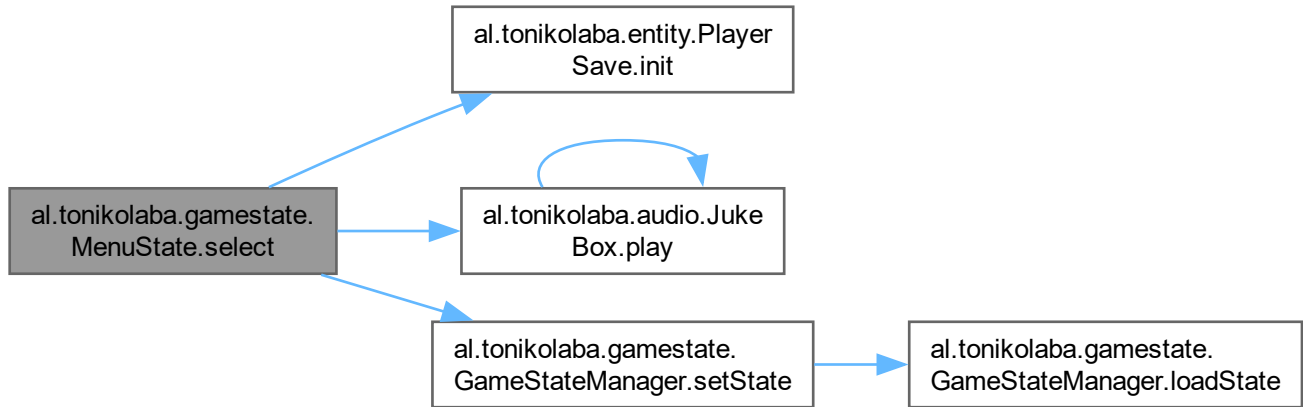 al.tonikolaba.entity.Player
Save.init
al.tonikolaba.gamestate.
MenuState.select
al.tonikolaba.audio.Juke
Box.play
al.tonikolaba.gamestate.
GameStateManager.setState
al.tonikolaba.gamestate.
GameStateManager.loadState